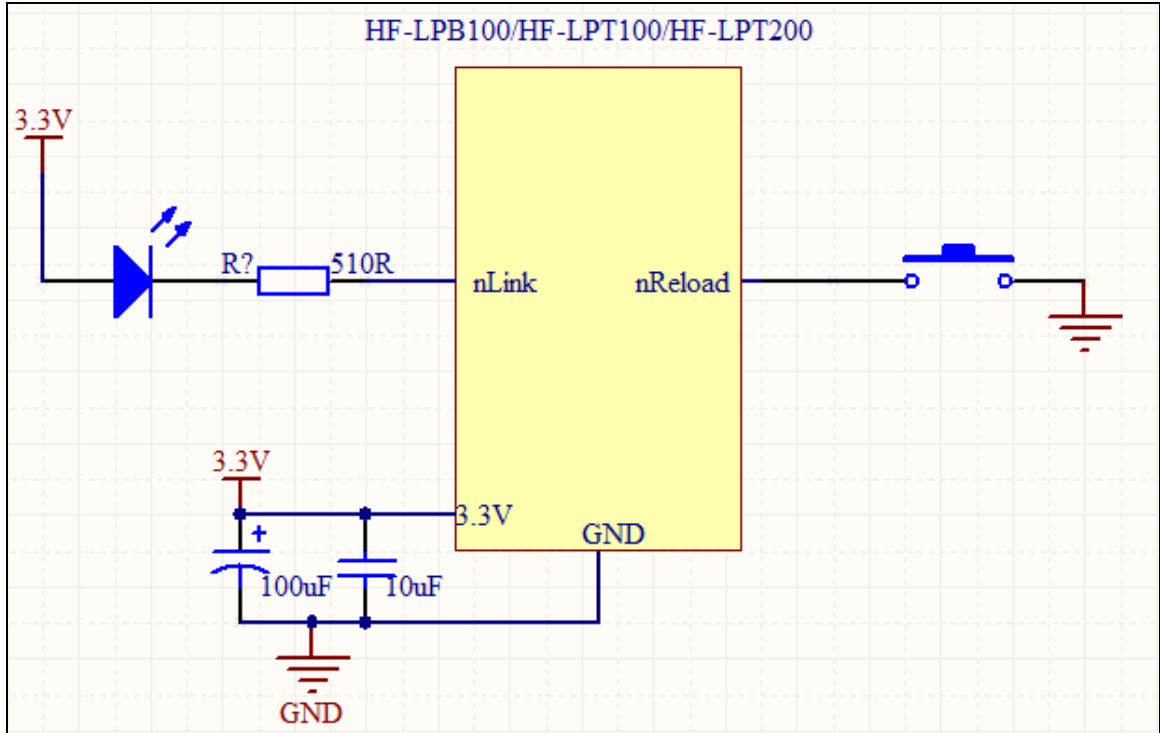 HF-LPB100/HF-LPT100/HF-LPT200
3.3V
R? 510R
nLink
nReload
3.3V
3.3V
GND
+
100uF
10uF
GND